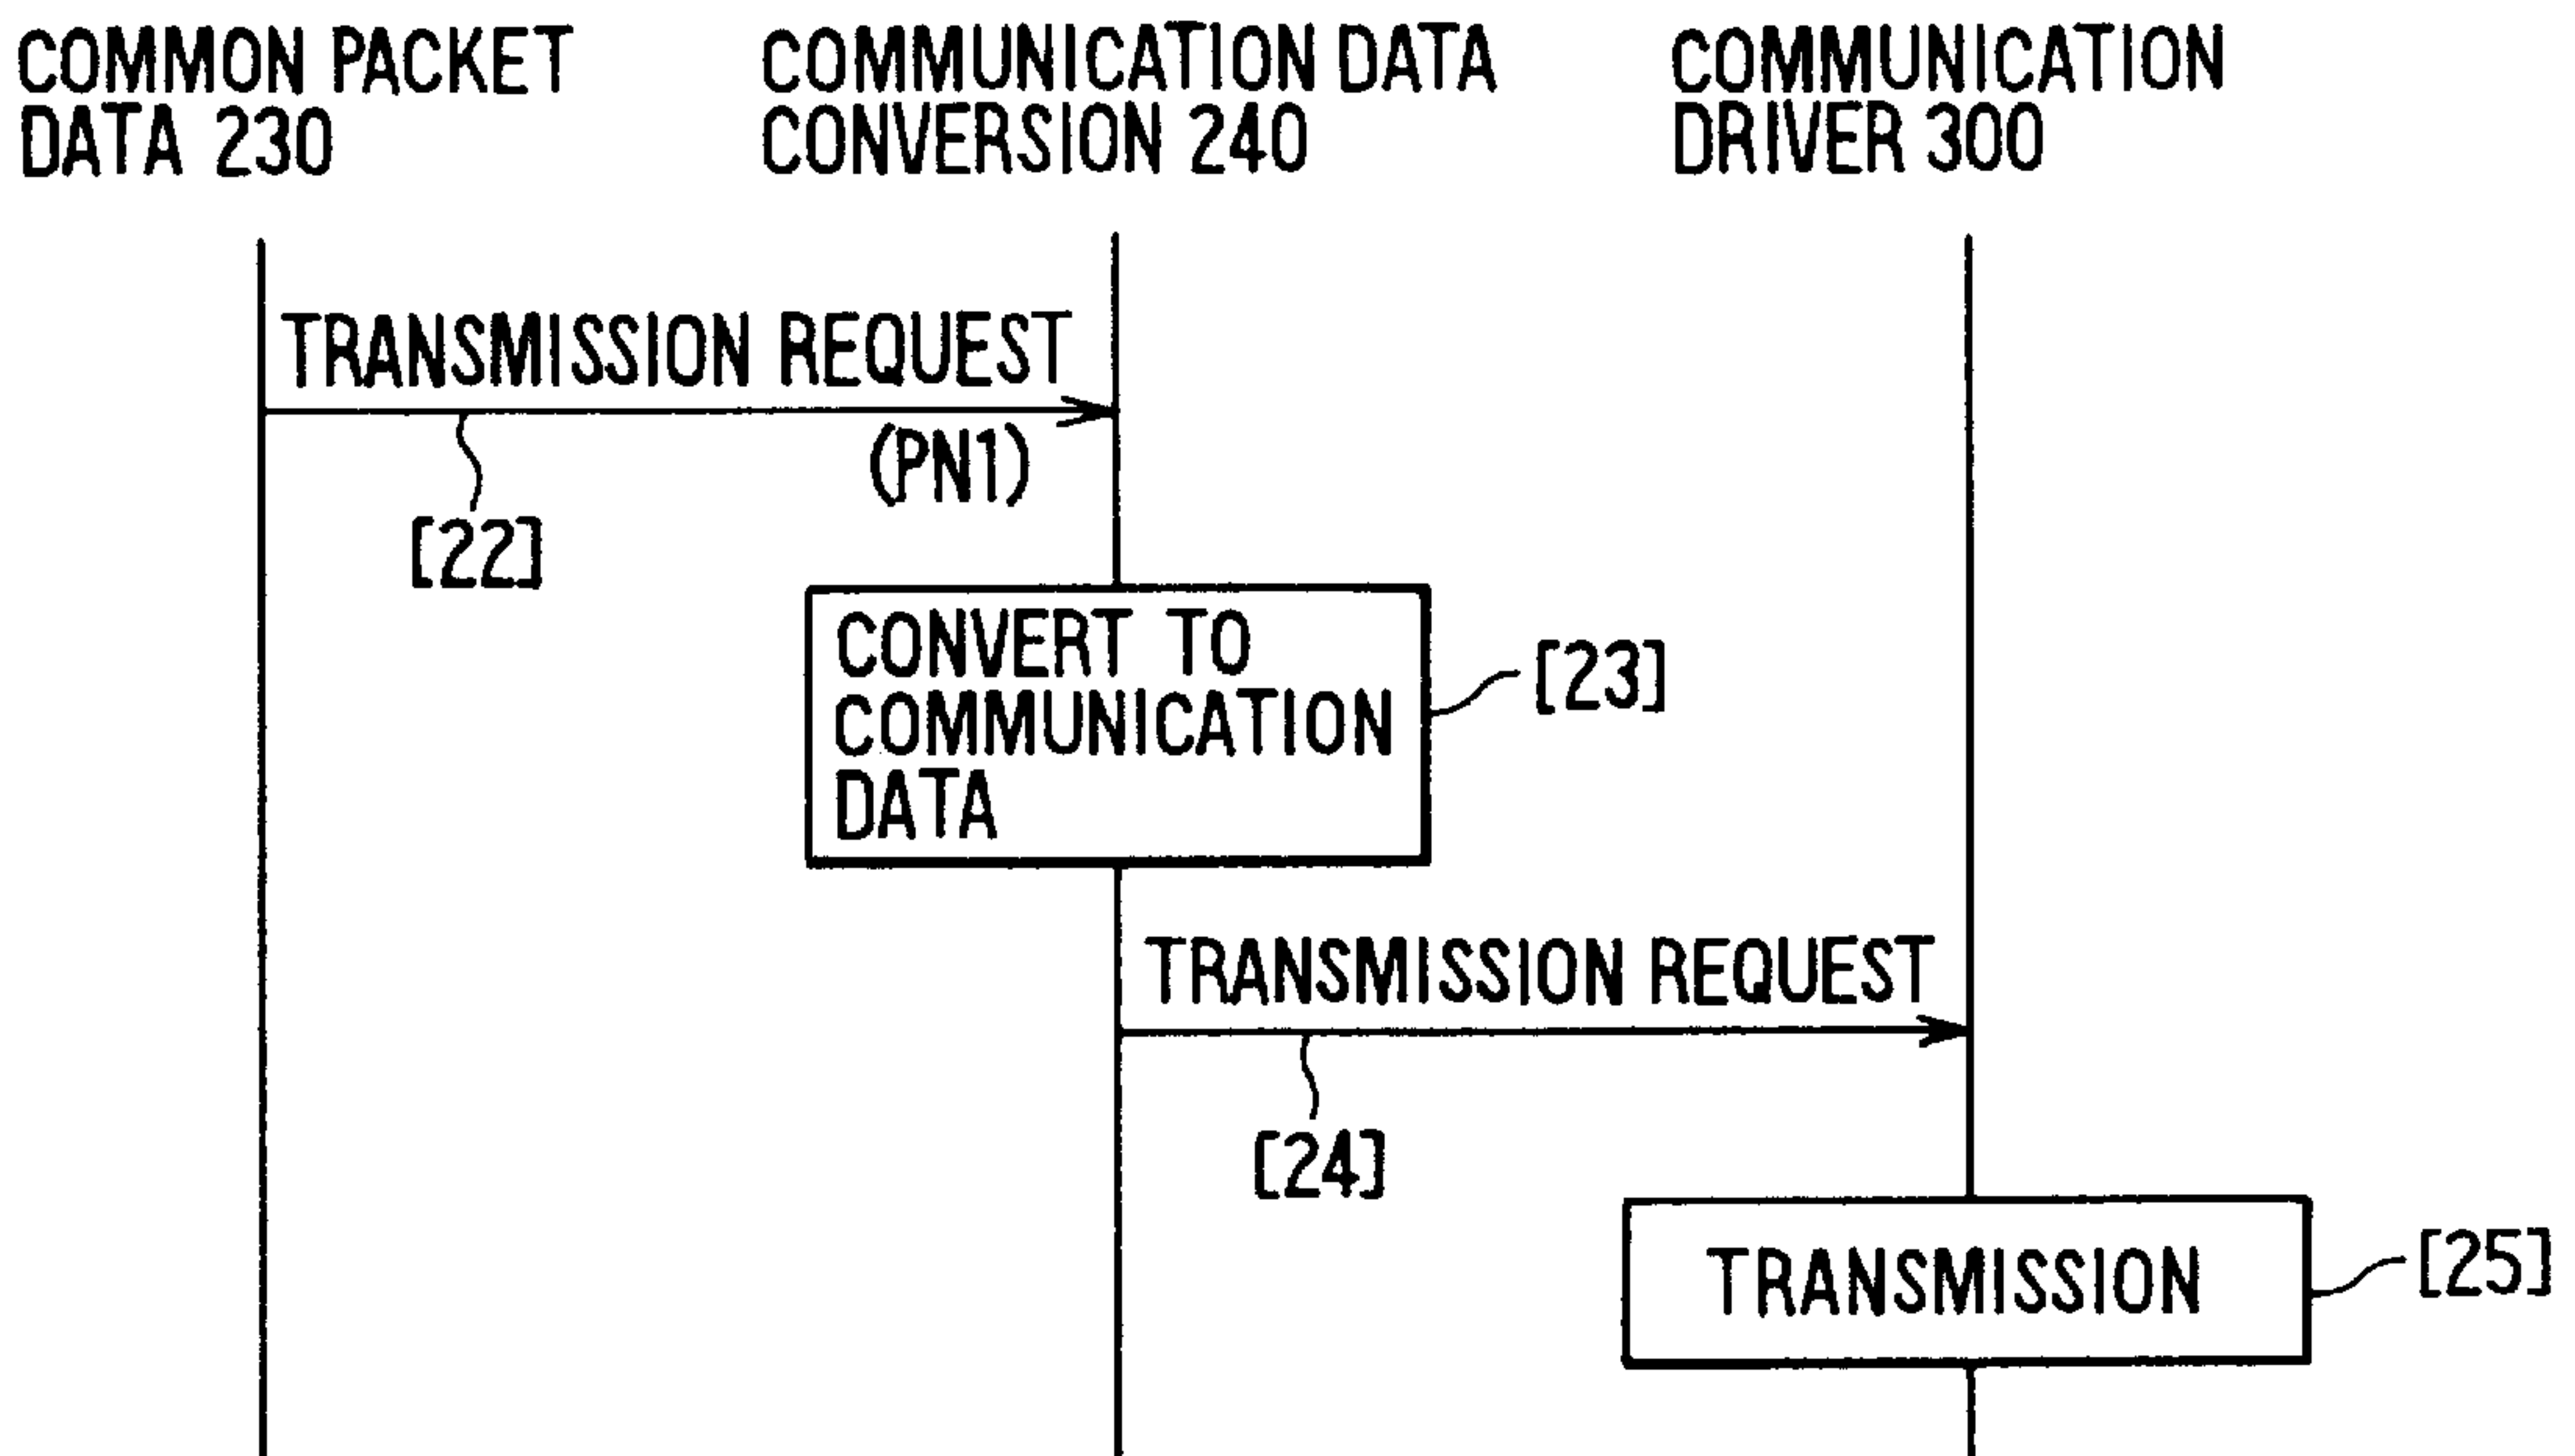 COMMON PACKET
DATA 230
COMMUNICATION DATA
CONVERSION 240
COMMUNICATION
DRIVER 300
TRANSMISSION REQUEST
(PN1)
[22]
CONVERT TO
COMMUNICATION
DATA
[23]
TRANSMISSION REQUEST
[24]
TRANSMISSION
[25]